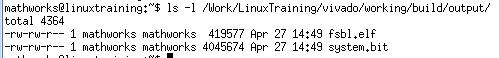 mathworks@linuxtraining:~$ ls -l /Work/LinuxTraining/vivado/working/build/output/
total 4364
-rw-rw-r-- 1 mathworks mathworks  419577 Apr 27 14:49 fsbl.elf
-rw-rw-r-- 1 mathworks mathworks 4045674 Apr 27 14:49 system.bit